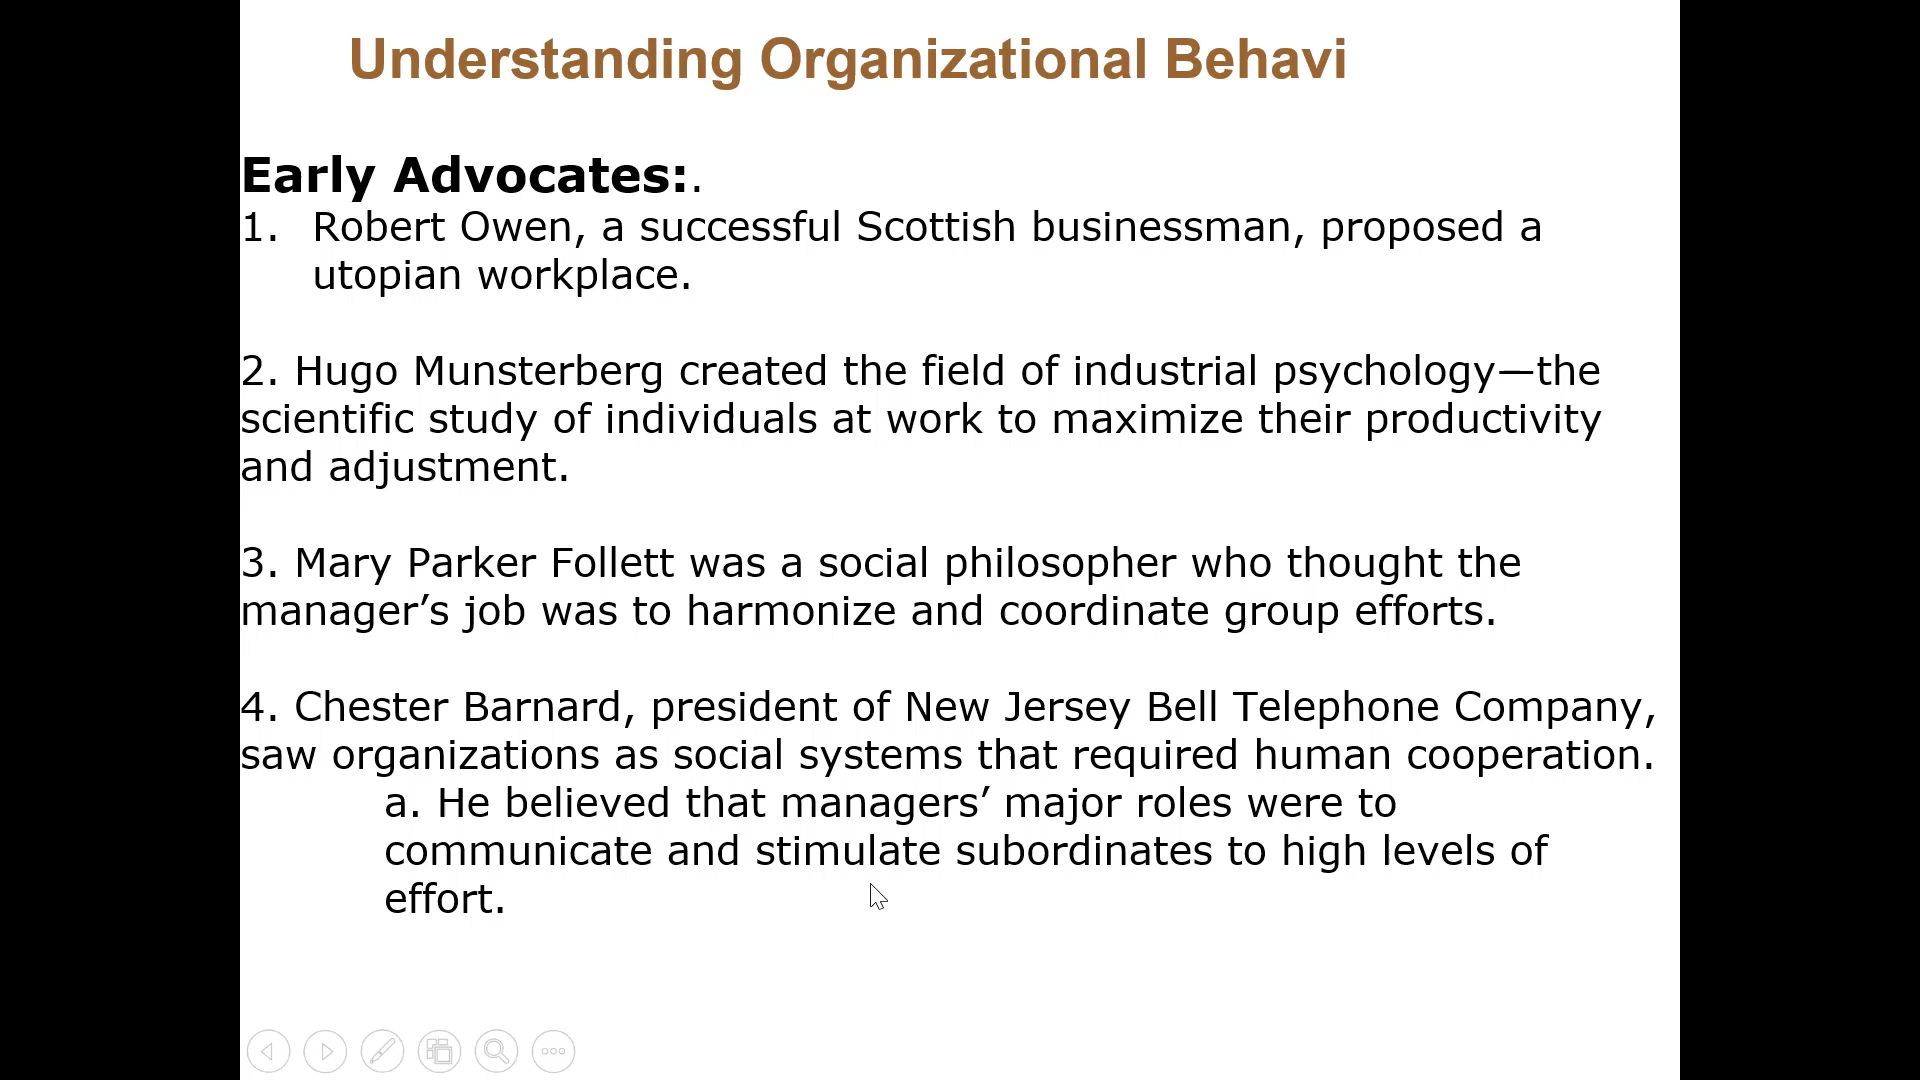 Understanding Organizational Behavi
Early Advocates:.
1. Robert Owen, a successful Scottish businessman, proposed a
utopian workplace.
2. Hugo Munsterberg created the field of industrial psychology—the
scientific study of individuals at work to maximize their productivity
and adjustment.
3. Mary Parker Follett was a social philosopher who thought the
manager’s job was to harmonize and coordinate group efforts.
4. Chester Barnard, president of New Jersey Bell Telephone Company,
saw organizations as social systems that required human cooperation.
a. He believed that managers’ major roles were to
communicate and stimulate subordinates to high levels of
effort.